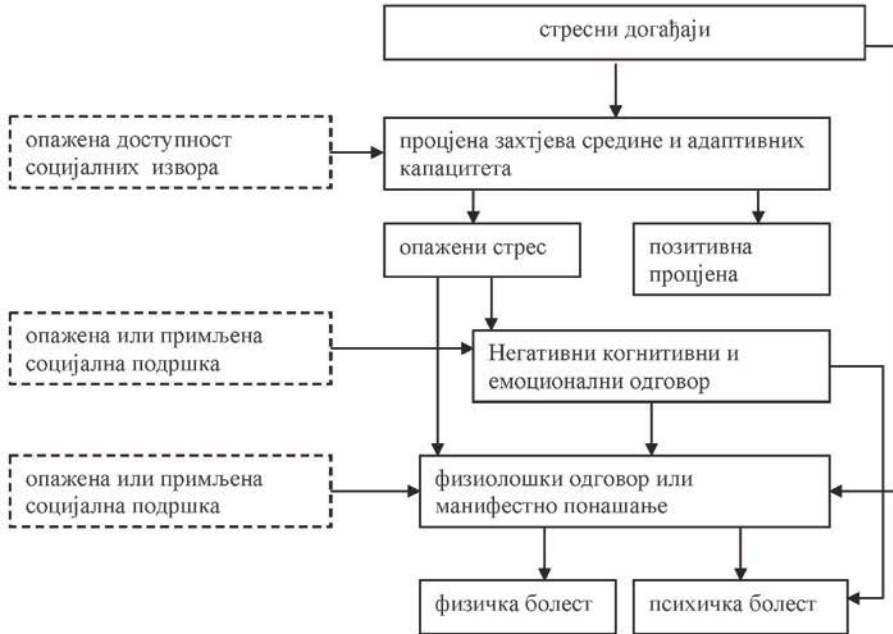 стресни догађаји
опажена доступност
социјалних извора
процјена захтјева средине и адаптивних
капацитета
опажени стрес
позитивна
процјена
опажена или примљена
социјална подршка
Негативни когнитивни и
емоционални одговор
опажена или примљена
социјална подршка
физиолошки одговор или
манифестно понашање
физичка болест
психичка болест